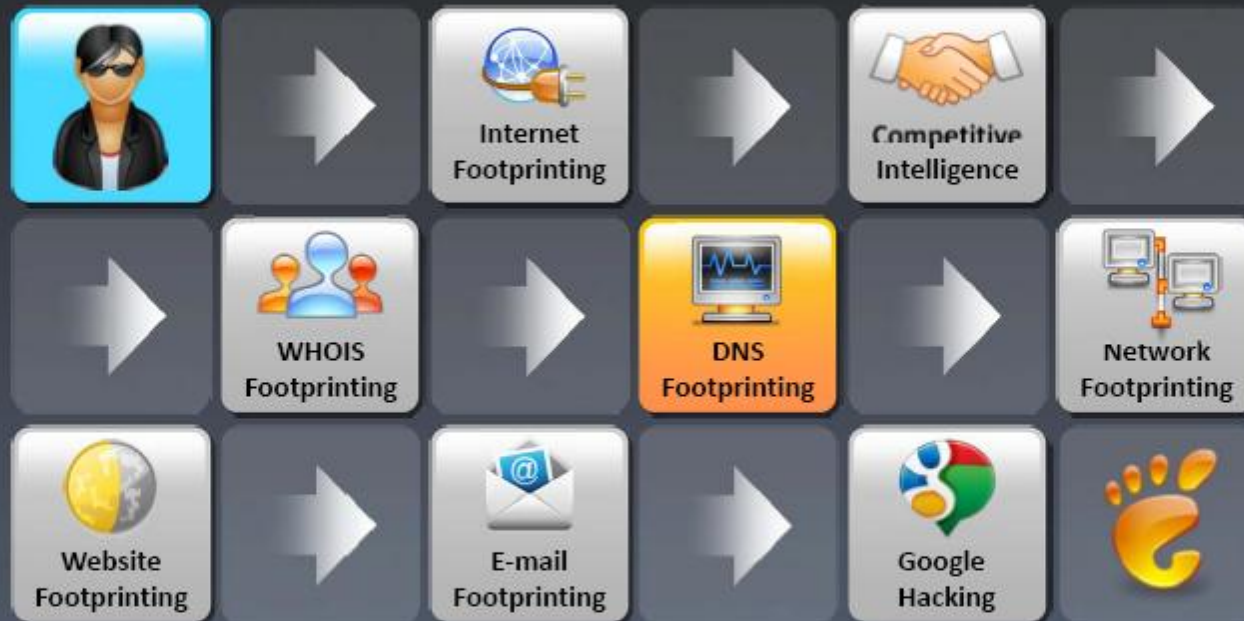 Internet
Footprinting
Competitive
Intelligence
WHOIS
Footprinting
DNS
Footprinting
Network
Footprinting
Website
Footprinting
@
E-mail
Footprinting
Google
Hacking